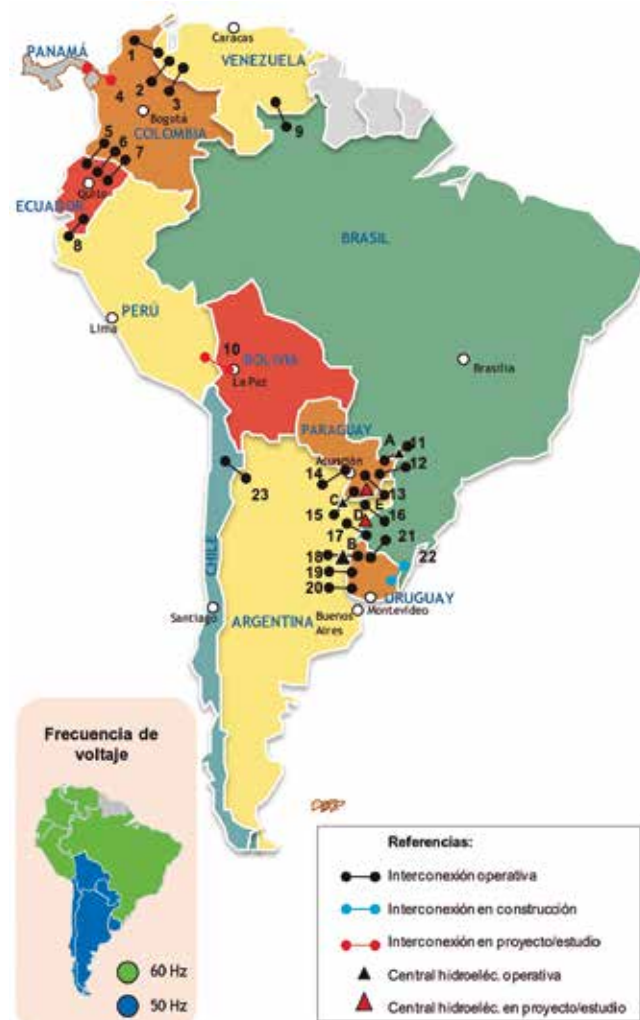 Caracas
PANAMÁ
1
VENEZUELA
4
2
3
Bogotá
COLOMBIA
9
5
6
7
Quito
ECUADOR
8
BRASIL
PERÚ
Lima
10
BOLIVIA
La Paz
Brasilia
PARAGUAY
A
11
Asunción
12
14
23
C
13
E
15
D
16
17
B
21
18
22
19
20
CHILE
Santiago
ARGENTINA
Buenos
Aires
URUGUAY
Montevideo
Frecuencia de
voltaje
60 Hz
50 Hz
Referencias:
Interconexión operativa
Interconexión en construcción
Interconexión en proyecto/estudio
Central hidroeléc. operativa
Central hidroeléc. en proyecto/estudio